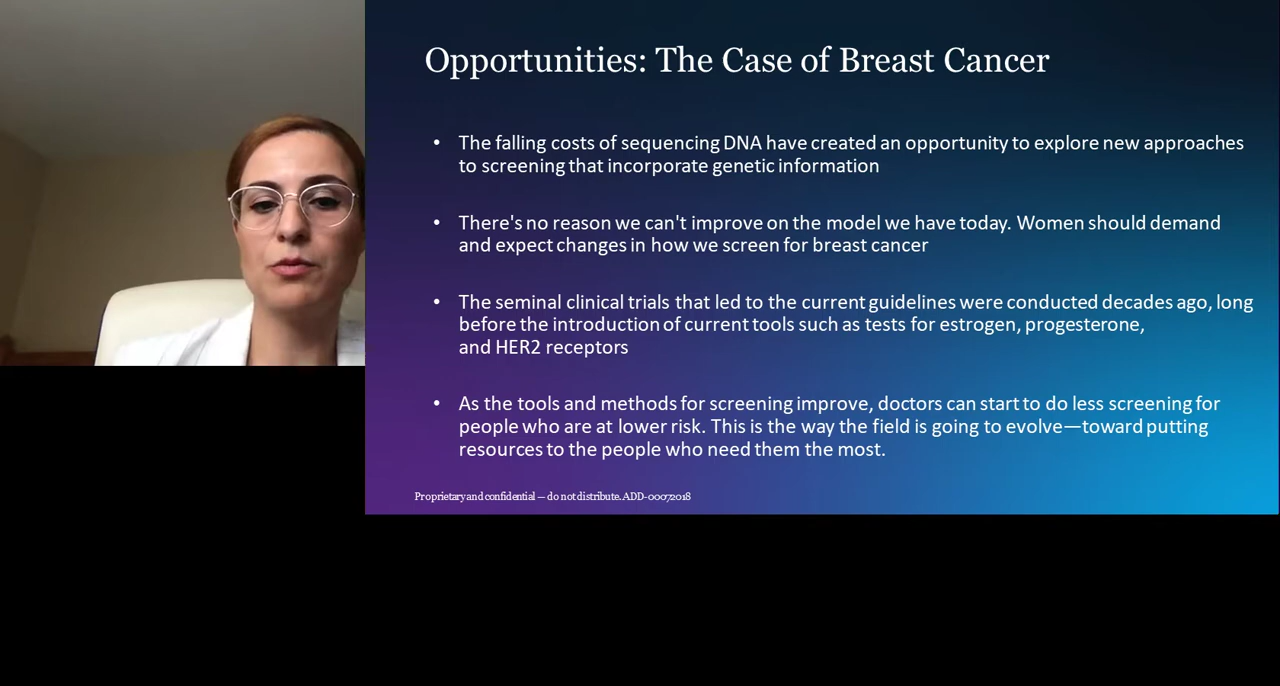 Opportunities: The Case of Breast Cancer
• The falling costs of sequencing DNA have created an opportunity to explore new approaches
to screening that incorporate genetic information
• There's no reason we can't improve on the model we have today. Women should demand
and expect changes in how we screen for breast cancer
• The seminal clinical trials that led to the current guidelines were conducted decades ago, long
before the introduction of current tools such as tests for estrogen, progesterone,
and HER2 receptors
• As the tools and methods for screening improve, doctors can start to do less screening for
people who are at lower risk. This is the way the field is going to evolve—toward putting
resources to the people who need them the most.
Proprietary and confidential — do not distribute. ADD-00072018